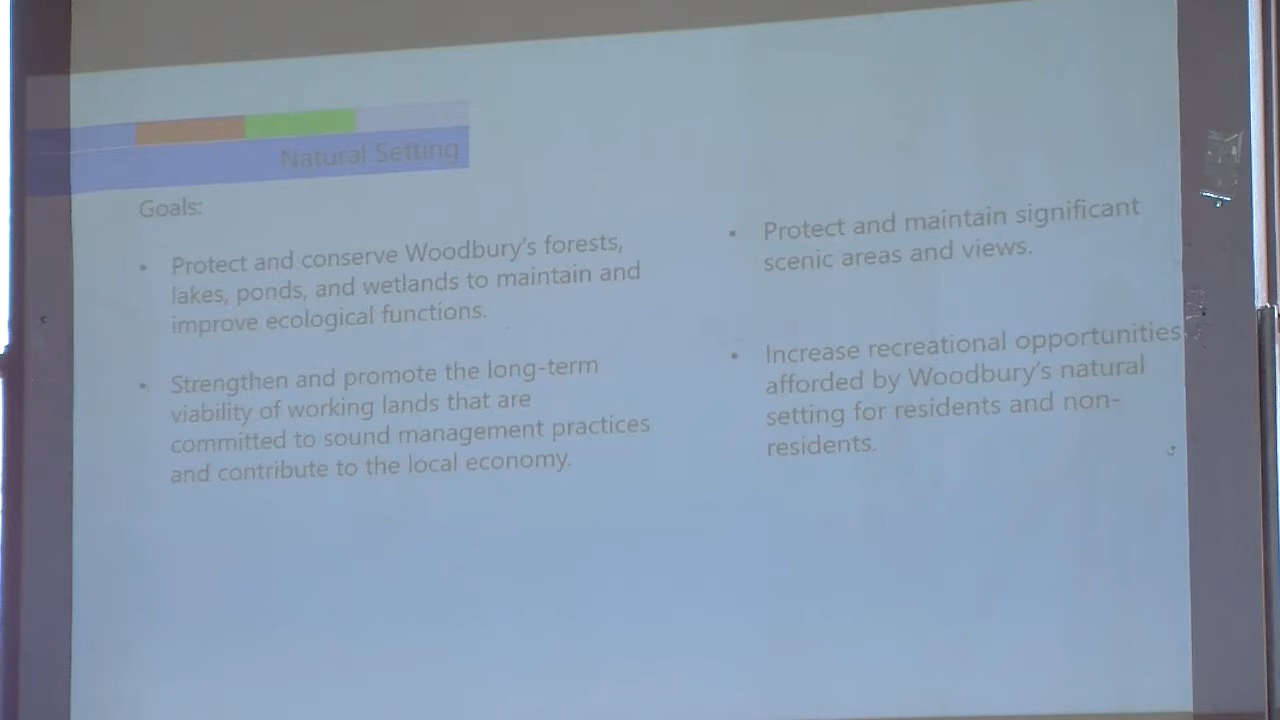 Natural Setting
Goals:
• Protect and conserve Woodbury's forests,
lakes, ponds, and wetlands to maintain and
improve ecological functions.
• Strengthen and promote the long-term
viability of working lands that are
committed to sound management practices
and contribute to the local economy.
• Protect and maintain significant
scenic areas and views.
• Increase recreational opportunities
afforded by Woodbury's natural
setting for residents and non-
residents.